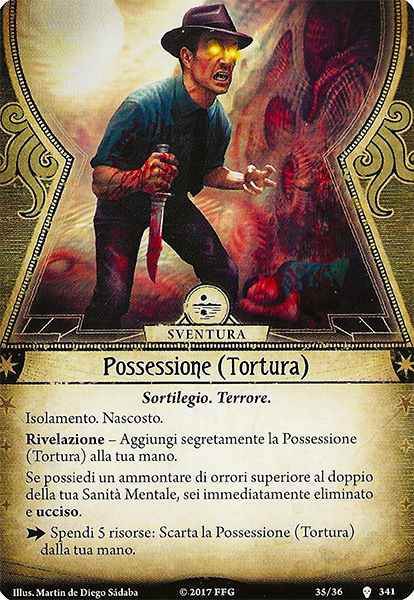 SVENTURA
Possessione (Tortura)
Sortilegio. Terrore.
Isolamento. Nascosto.
Rivelazione – Aggiungi segretamente la Possessione
(Tortura) alla tua mano.
Se possiedi un ammontare di orrori superiore al doppio
della tua Sanità Mentale, sei immediatamente eliminato
e ucciso.
Spendi 5 risorse: Scarta la Possessione (Tortura)
dalla tua mano.
Illus. Martin de Diego Sádaba © 2017 FFG 35/36 341